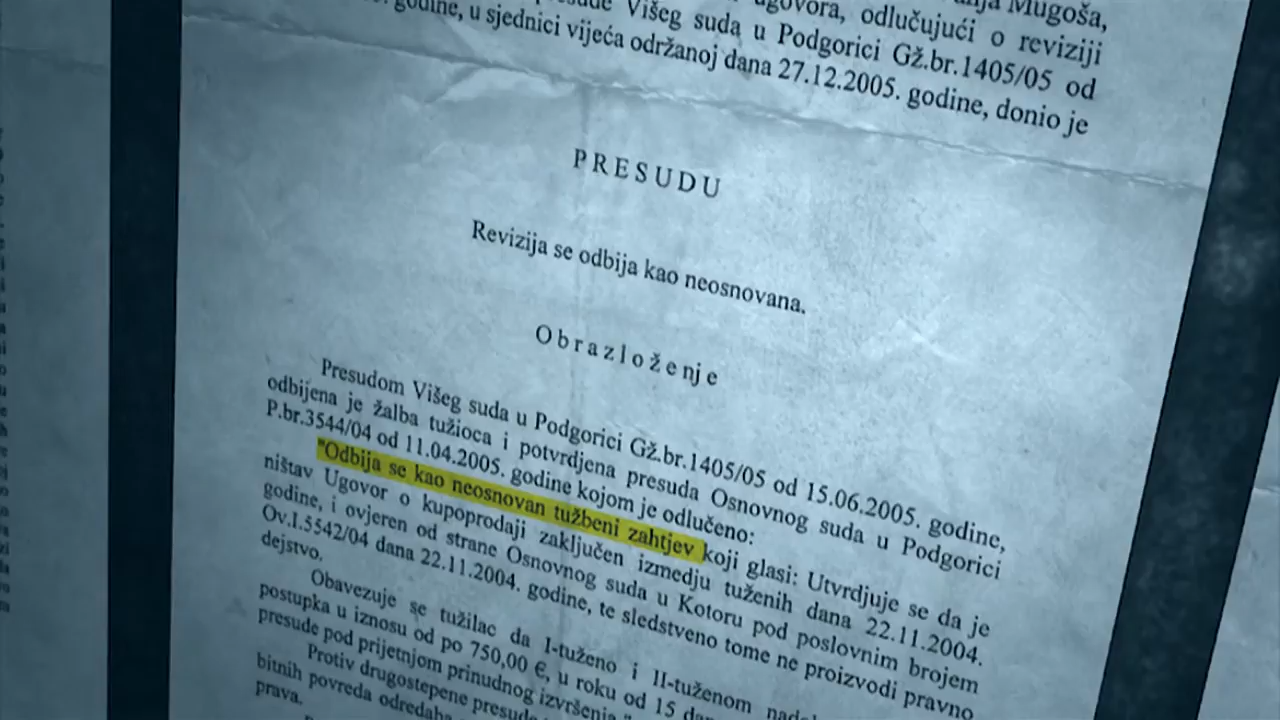 Mugoša,
ugovora, odlučujući o reviziji
Višeg suda u Podgorici Gž.br.1405/05 od
godine, u sjednici vijeća održanoj dana 27.12.2005. godine, donio je
PRESUDU
Revizija se odbija kao neosnovana.
Obrazloženje
Presudom Višeg suda u Podgorici Gž.br.1405/05 od 15.06.2005. godine,
odbijena je žalba tužioca i potvrdjena presuda Osnovnog suda u Podgorici
P.br.3544/04 od 11.04.2005. godine kojom je odlučeno:
"Odbija se kao neosnovan tužbeni zahtjev koji glasi: Utvrdjuje se da je
ništav Ugovor o kupoprodaji zaključen izmedju tuženih dana 22.11.2004.
godine, i ovjeren od strane Osnovnog suda u Kotoru pod poslovnim brojem
Ov.I.5542/04 dana 22.11.2004. godine, te sledstveno tome ne proizvodi pravno
dejstvo.
Obavezuje se tužilac da I-tuženo i II-tuženom
postupka u iznosu od po 750,00 €, u roku od 15 dana
presude pod prijetnjom prinudnog izvršenja."
Protiv drugostepene presude
bitnih povreda odredaba
prava.